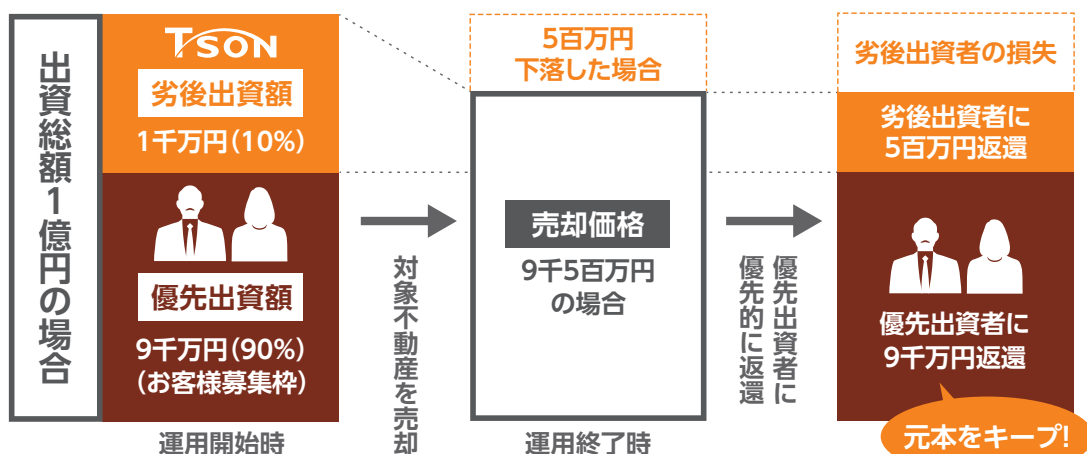 出資総額1億円の場合
TSON
劣後出資額
1千万円(10%)
優先出資額
9千万円(90%)
(お客様募集枠)
運用開始時
対象不動産を売却
5百万円
下落した場合
売却価格
9千5百万円
の場合
運用終了時
優先出資者に
優先的に返還
劣後出資者の損失
劣後出資者に
5百万円返還
優先出資者に
9千万円返還
元本をキープ!